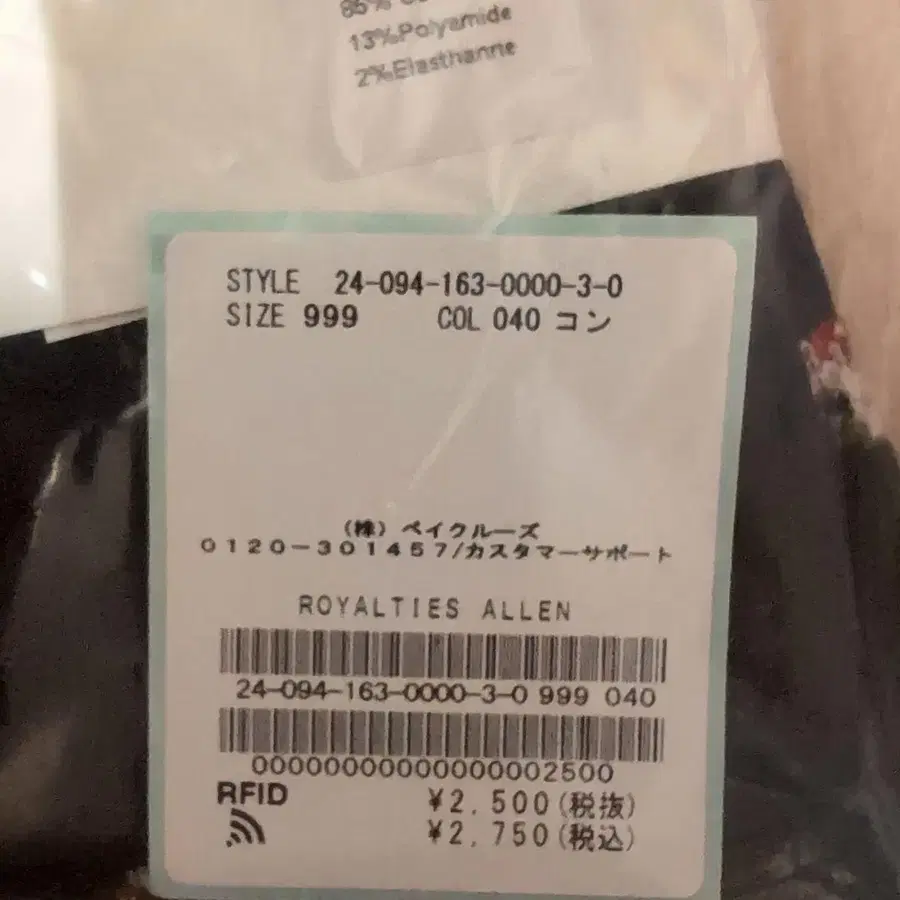 85%
13%Polyamide
2%Elasthanne
STYLE 24-094-163-0000-3-0
SIZE 999 COL 040 コン
(株) ベイクルーズ
0120-301457/カスタマーサポート
ROYALTIES ALLEN
24-094-163-0000-3-0 999 040
00000000000000002500
RFID
¥2,500(税抜)
¥2,750(税込)